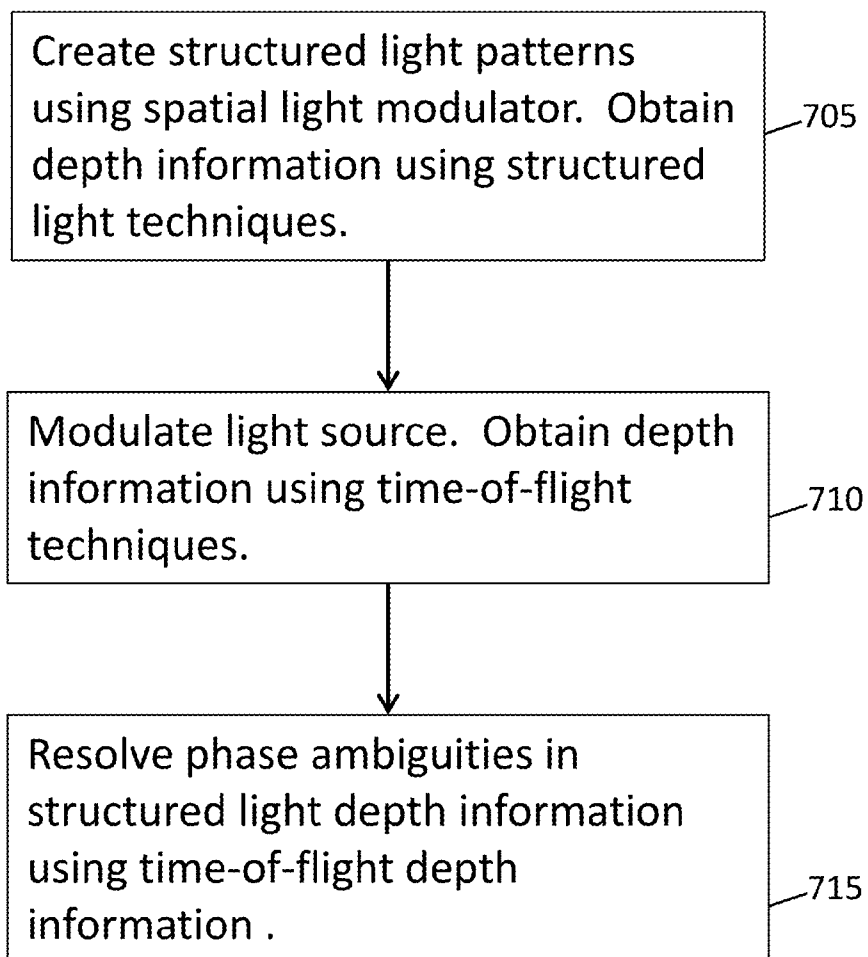 Create structured light patterns
using spatial light modulator.  Obtain
depth information using structured
light techniques.
705
Modulate light source.  Obtain depth
information using time-of-flight
techniques.
710
Resolve phase ambiguities in
structured light depth information
using time-of-flight depth
information .
715